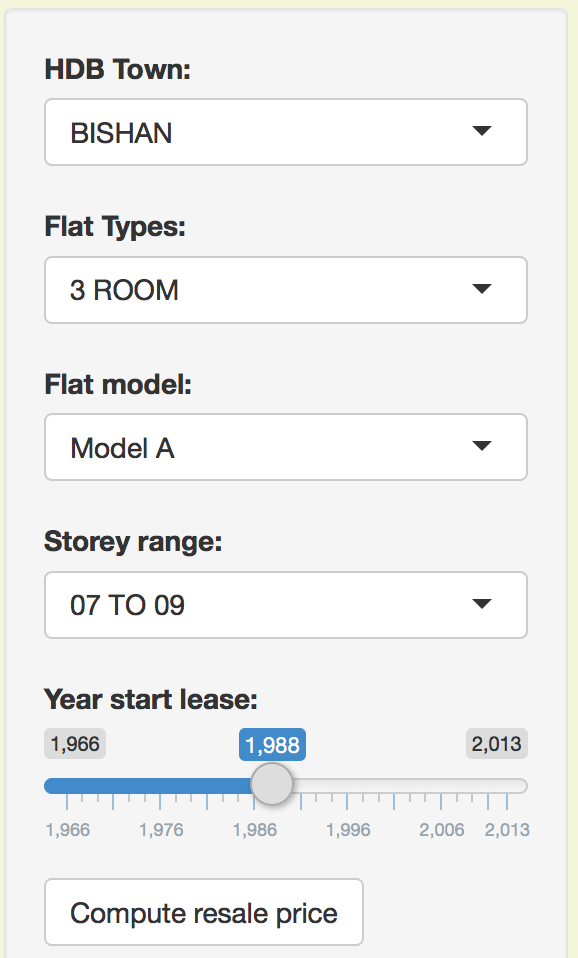 HDB Town:
BISHAN
Flat Types:
3 ROOM
Flat model:
Model A
Storey range:
07 TO 09
Year start lease:
1,966 1,988 2,013
1,966 1,976 1,986 1,996 2,006 2,013
Compute resale price